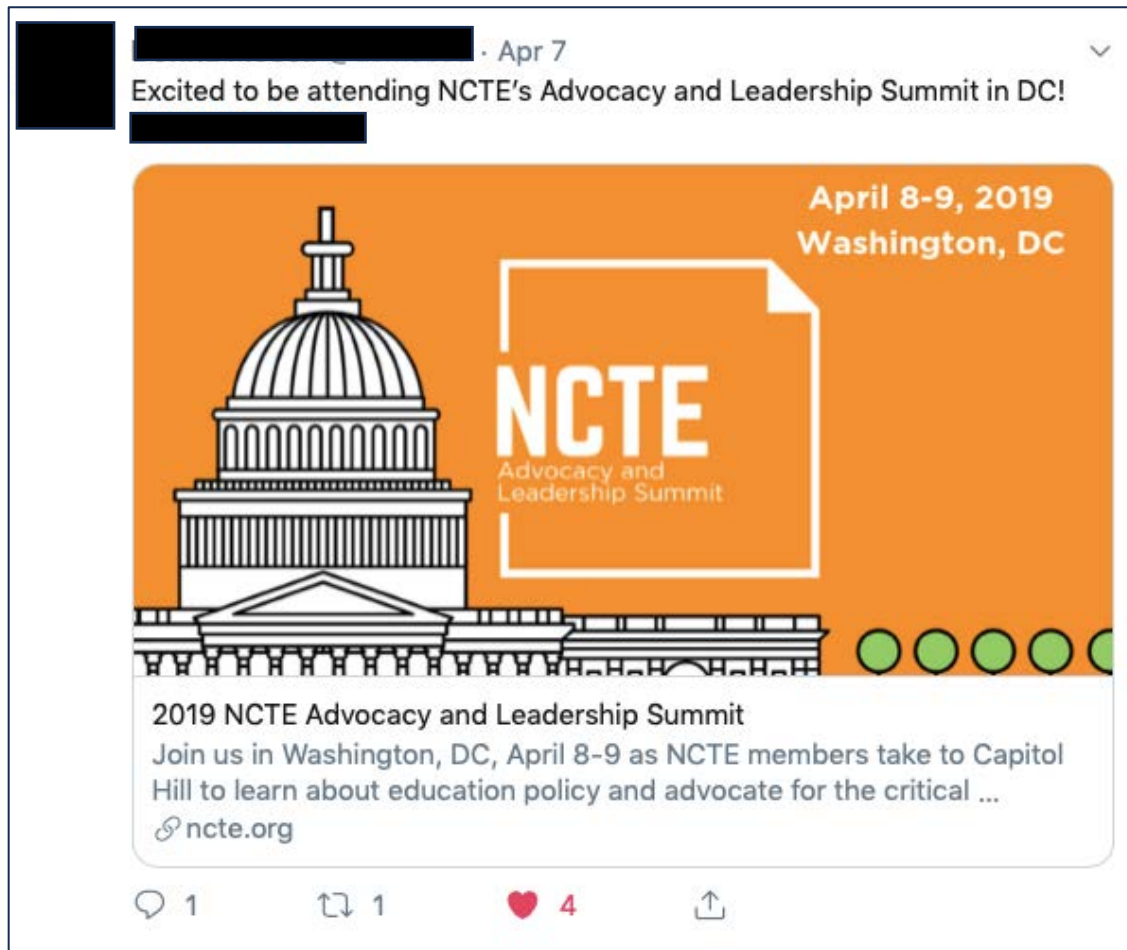 · Apr 7
Excited to be attending NCTE’s Advocacy and Leadership Summit in DC!
April 8-9, 2019
Washington, DC
NCTE
Advocacy and
Leadership Summit
2019 NCTE Advocacy and Leadership Summit
Join us in Washington, DC, April 8-9 as NCTE members take to Capitol
Hill to learn about education policy and advocate for the critical ...
ncte.org
1 1 4